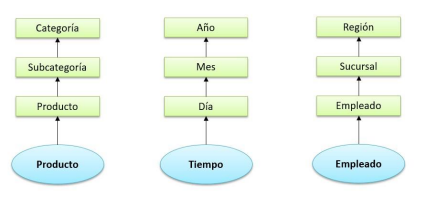 Categoría
Año
Región
Subcategoría
Mes
Sucursal
Producto
Día
Empleado
Producto
Tiempo
Empleado